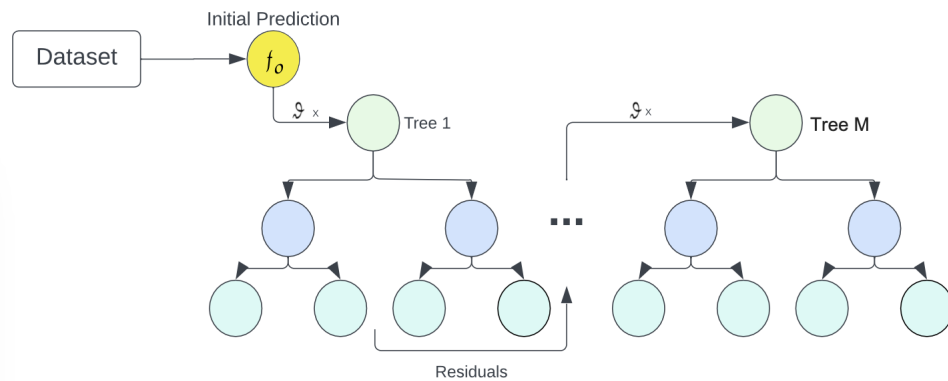 Initial Prediction
Dataset
f₀
ϑ x
Tree 1
ϑ x
Tree M
...
Residuals